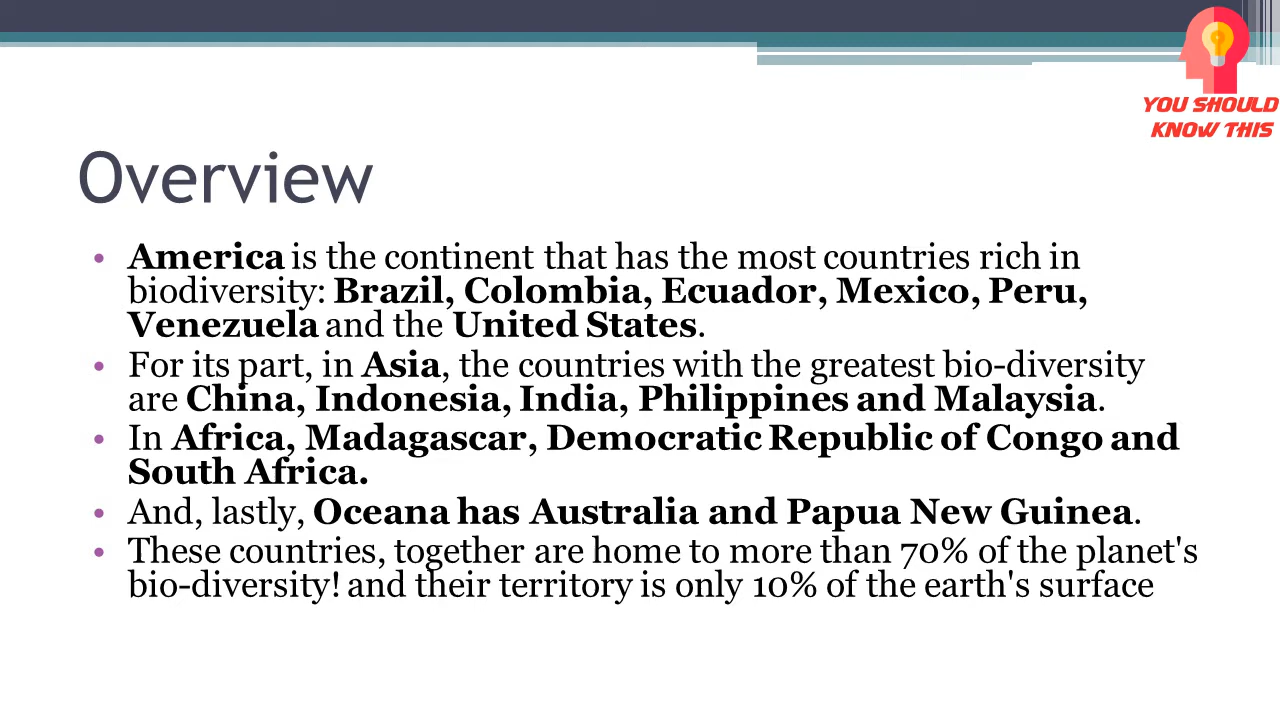 YOU SHOULD
KNOW THIS
Overview
• America is the continent that has the most countries rich in
biodiversity: Brazil, Colombia, Ecuador, Mexico, Peru,
Venezuela and the United States.
• For its part, in Asia, the countries with the greatest bio-diversity
are China, Indonesia, India, Philippines and Malaysia.
• In Africa, Madagascar, Democratic Republic of Congo and
South Africa.
• And, lastly, Oceana has Australia and Papua New Guinea.
• These countries, together are home to more than 70% of the planet's
bio-diversity! and their territory is only 10% of the earth's surface